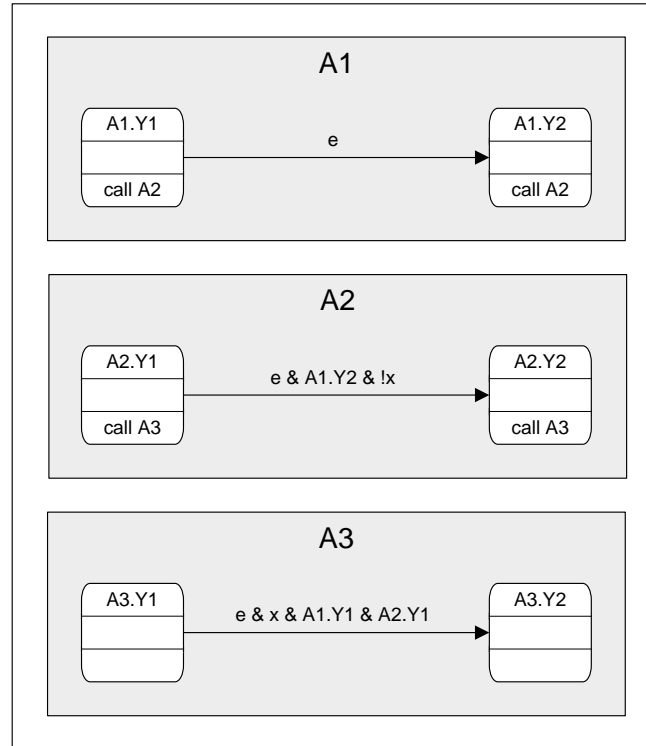 A1
A1.Y1
e
A1.Y2
call A2
call A2
A2
A2.Y1
e & A1.Y2 & !x
A2.Y2
call A3
call A3
A3
A3.Y1
e & x & A1.Y1 & A2.Y1
A3.Y2